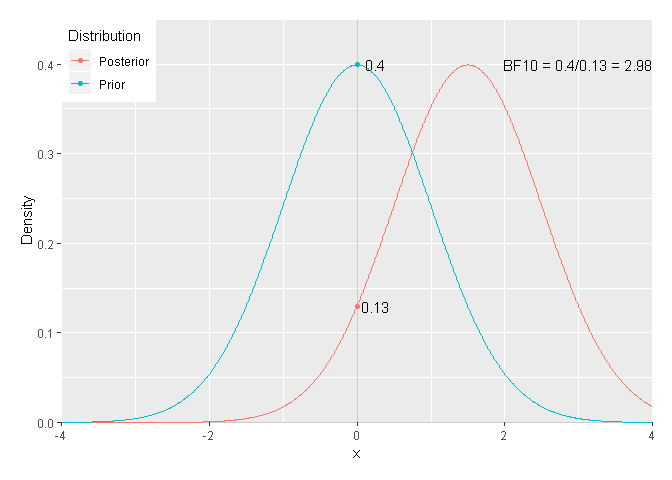 Distribution
Posterior
Prior
0.4
BF10 = 0.4/0.13 = 2.98
0.13
Density
0.4
0.3
0.2
0.1
0.0
-4
-2
0
2
4
x